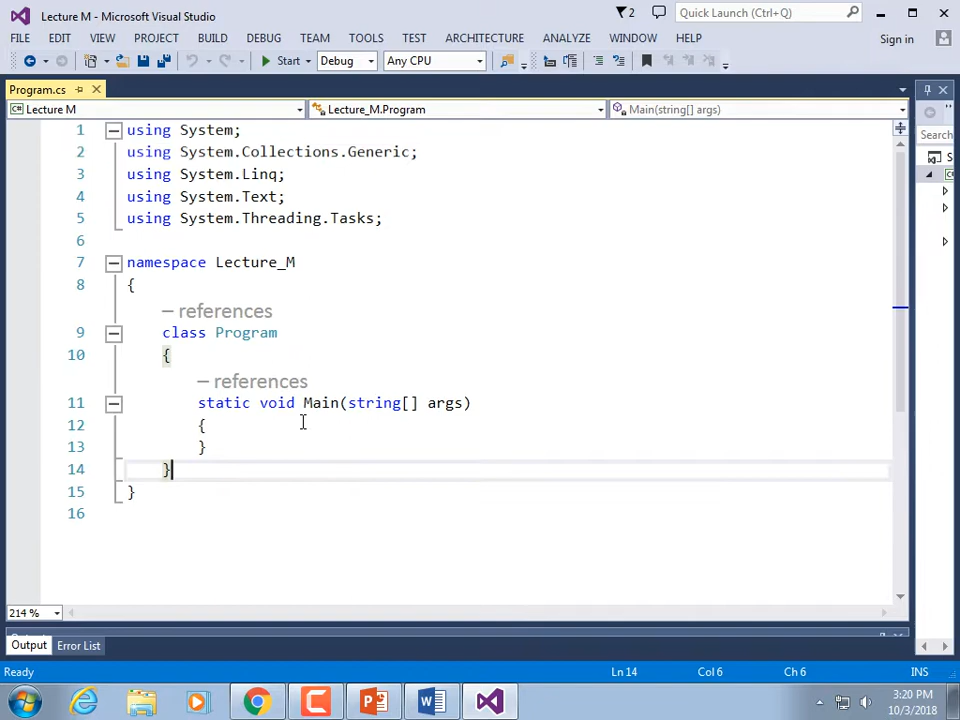 Lecture M - Microsoft Visual Studio
2
Quick Launch (Ctrl+Q)
FILE EDIT VIEW PROJECT BUILD DEBUG TEAM TOOLS TEST ARCHITECTURE ANALYZE WINDOW HELP
Sign in
Start Debug Any CPU
Program.cs
Lecture M Lecture_M.Program Main(string[] args)
Search
1 using System;
2 using System.Collections.Generic;
3 using System.Linq;
4 using System.Text;
5 using System.Threading.Tasks;
6
7 namespace Lecture_M
8 {
– references
9 class Program
10 {
– references
11 static void Main(string[] args)
12 {
13 }
14 }
15 }
16
214 %
Output Error List
Ready Ln 14 Col 6 Ch 6 INS
3:20 PM
10/3/2018